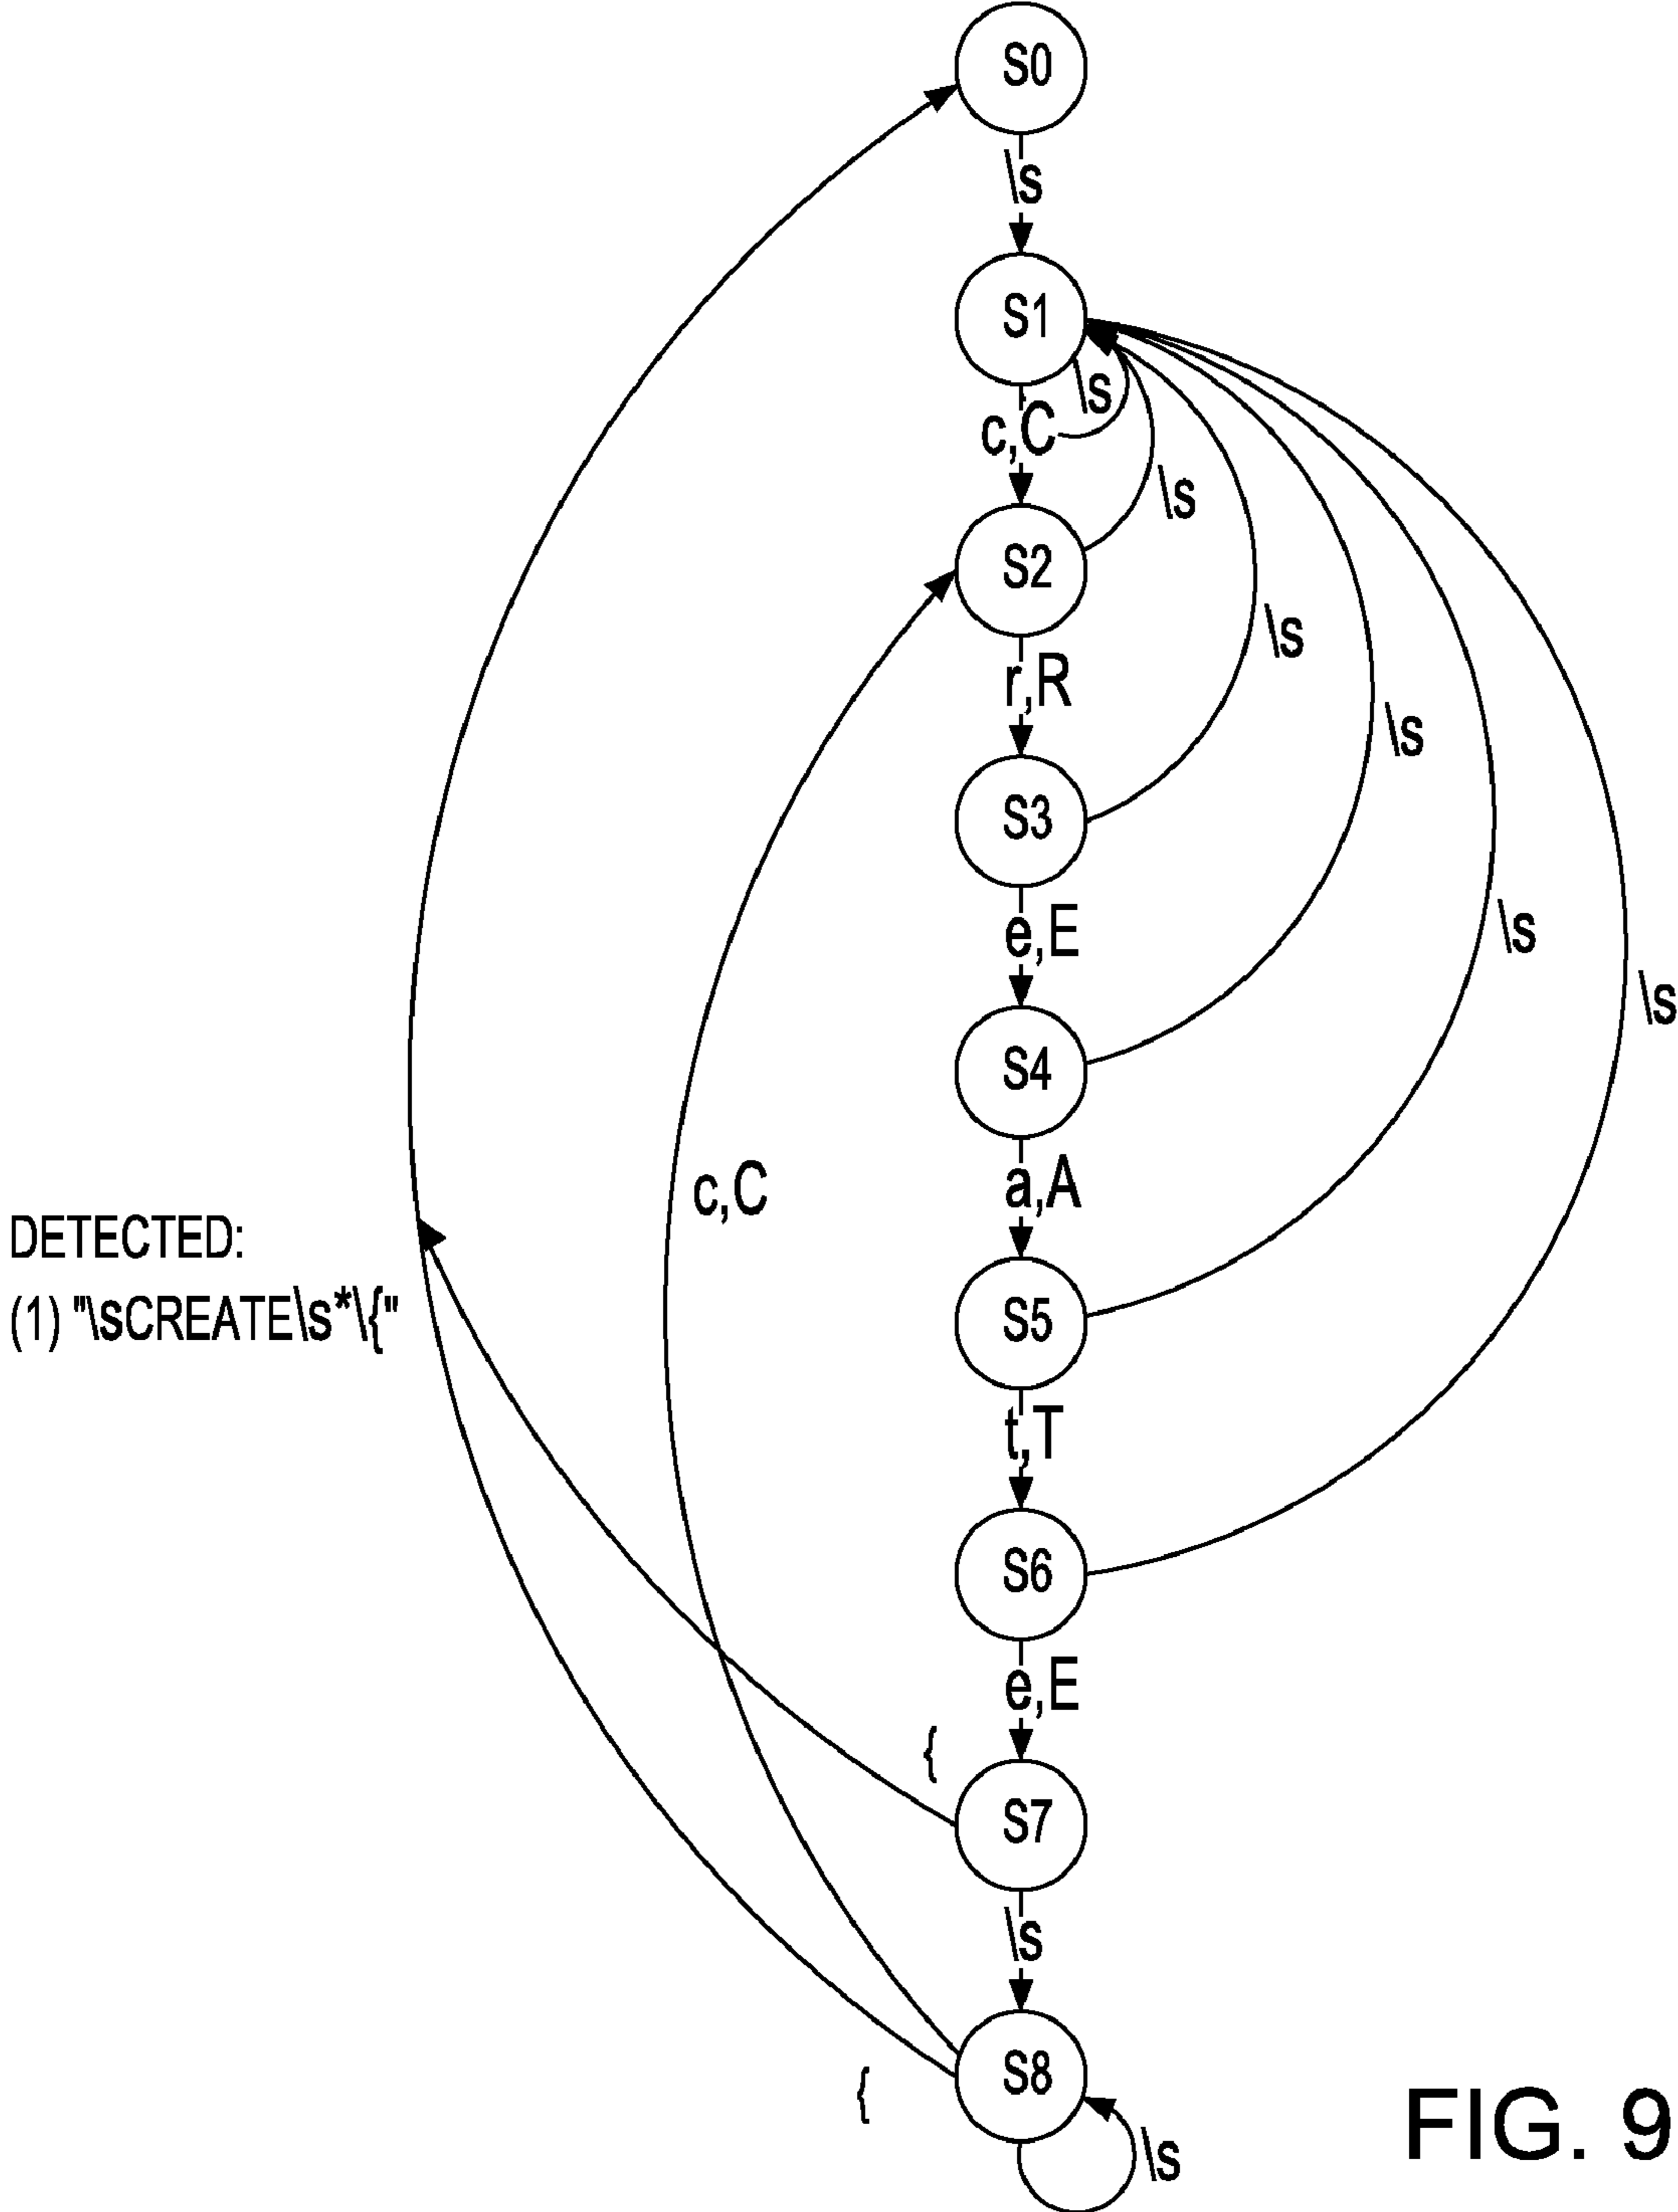 S0
\s
S1
\s
c,C
\s
S2
\s
r,R
\s
S3
e,E
\s
\s
S4
c,C
a,A
DETECTED:
(1) "\sCREATE\s*\{"
S5
t,T
S6
e,E
{
S7
\s
S8
{
\s
FIG. 9